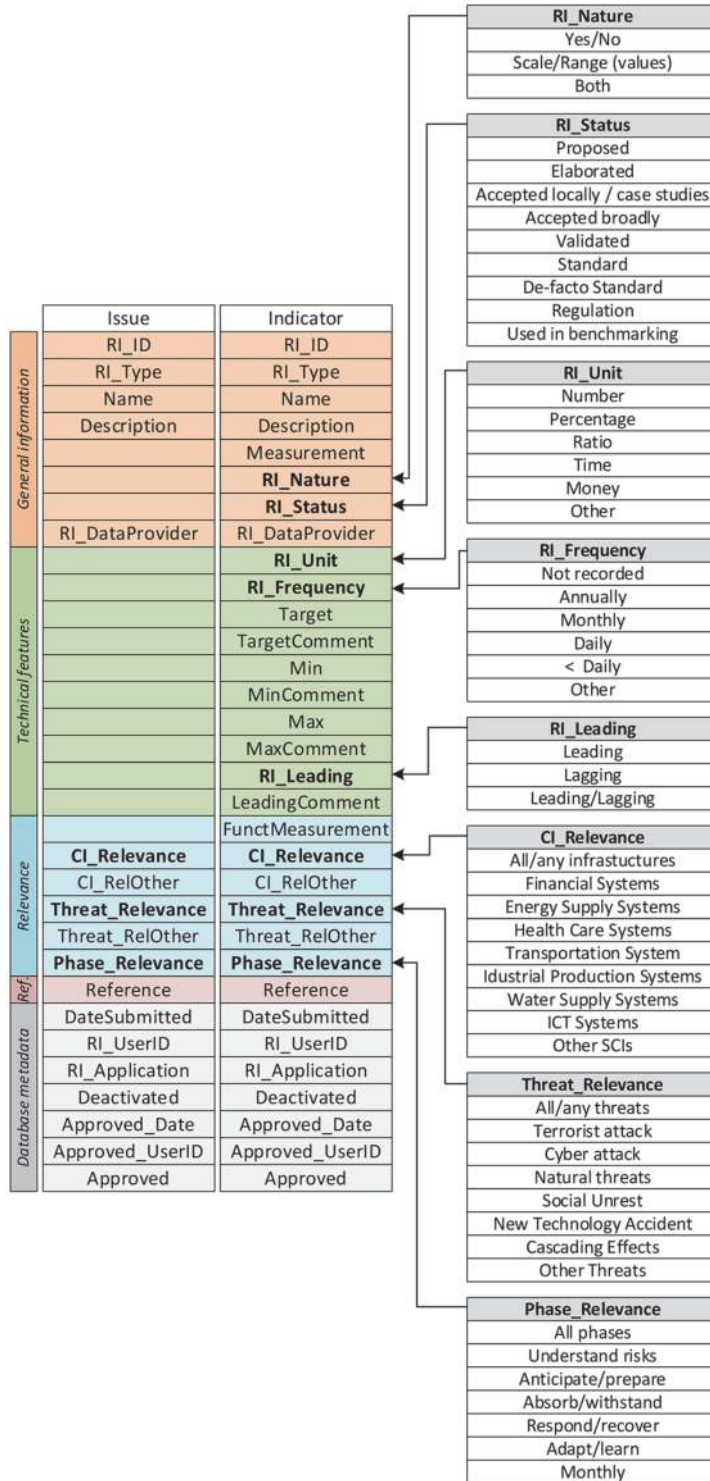 RI_Nature
Yes/No
Scale/Range (values)
Both
RI_Status
Proposed
Elaborated
Accepted locally / case studies
Accepted broadly
Validated
Standard
De-facto Standard
Regulation
Used in benchmarking
RI_Unit
Number
Percentage
Ratio
Time
Money
Other
RI_Frequency
Not recorded
Annually
Monthly
Daily
< Daily
Other
RI_Leading
Leading
Lagging
Leading/Lagging
CI_Relevance
All/any infrastuctures
Financial Systems
Energy Supply Systems
Health Care Systems
Transportation System
Idustrial Production Systems
Water Supply Systems
ICT Systems
Other SCIs
Threat_Relevance
All/any threats
Terrorist attack
Cyber attack
Natural threats
Social Unrest
New Technology Accident
Cascading Effects
Other Threats
Phase_Relevance
All phases
Understand risks
Anticipate/prepare
Absorb/withstand
Respond/recover
Adapt/learn
Monthly
Issue Indicator
General information
RI_ID RI_ID
RI_Type RI_Type
Name Name
Description Description
Measurement
RI_Nature
RI_Status
RI_DataProvider RI_DataProvider
Technical features
RI_Unit
RI_Frequency
Target
TargetComment
Min
MinComment
Max
MaxComment
RI_Leading
LeadingComment
Relevance
FunctMeasurement
CI_Relevance CI_Relevance
CI_RelOther CI_RelOther
Threat_Relevance Threat_Relevance
Threat_RelOther Threat_RelOther
Phase_Relevance Phase_Relevance
Ref.
Reference Reference
Database metadata
DateSubmitted DateSubmitted
RI_UserID RI_UserID
RI_Application RI_Application
Deactivated Deactivated
Approved_Date Approved_Date
Approved_UserID Approved_UserID
Approved Approved